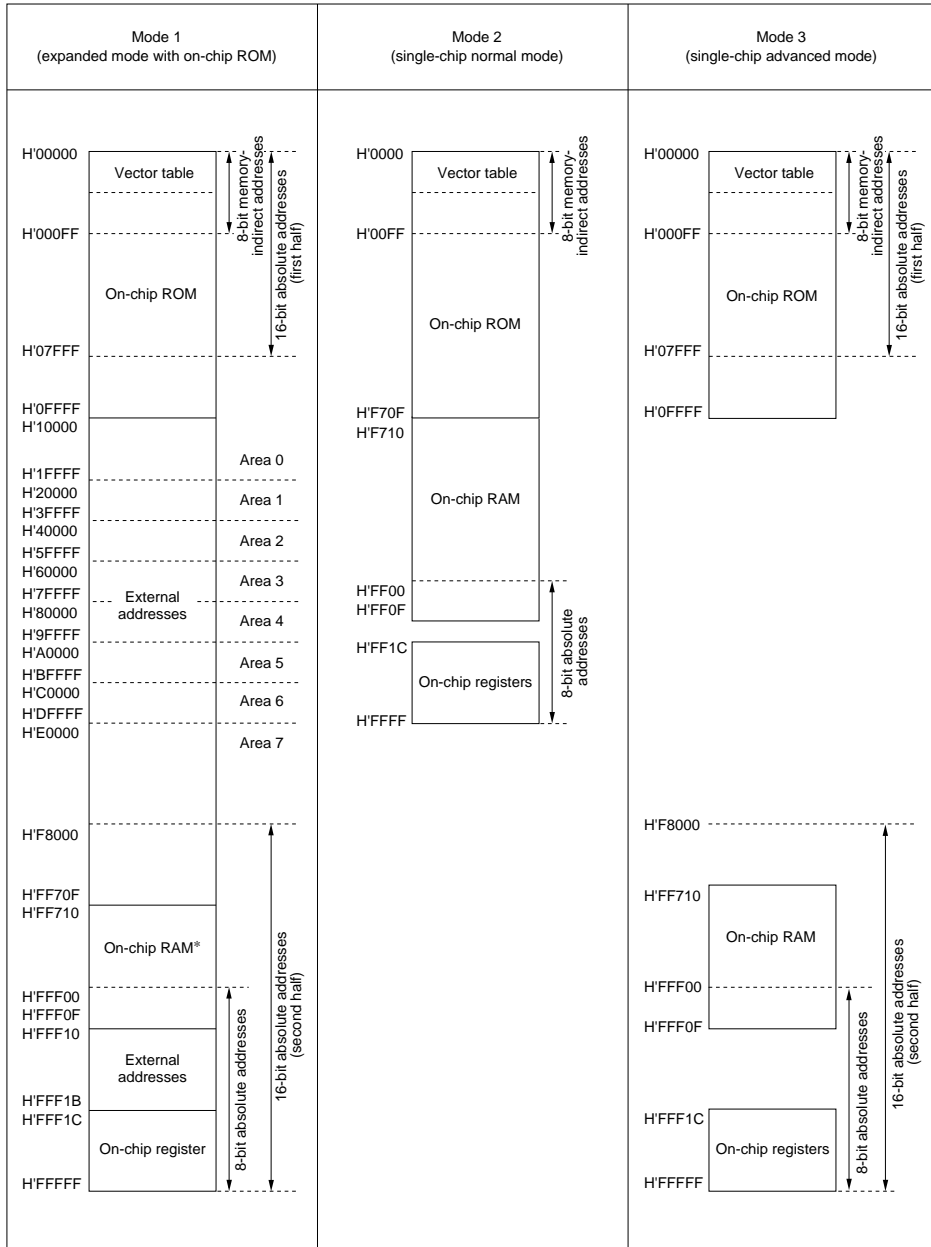 Mode 1
(expanded mode with on-chip ROM)
Mode 2
(single-chip normal mode)
Mode 3
(single-chip advanced mode)
H'00000
Vector table
H'000FF
On-chip ROM
H'07FFF
H'0FFFF
H'10000
H'1FFFF
H'20000
H'3FFFF
H'40000
H'5FFFF
H'60000
H'7FFFF
H'80000
H'9FFFF
H'A0000
H'BFFFF
H'C0000
H'DFFFF
H'E0000
External
addresses
Area 0
Area 1
Area 2
Area 3
Area 4
Area 5
Area 6
Area 7
8-bit memory-
indirect addresses
16-bit absolute addresses
(first half)
H'F8000
H'FF70F
H'FF710
On-chip RAM*
H'FFF00
H'FFF0F
H'FFF10
External
addresses
H'FFF1B
H'FFF1C
On-chip register
H'FFFFF
8-bit absolute addresses
16-bit absolute addresses
(second half)
H'0000
Vector table
H'00FF
8-bit memory-
indirect addresses
On-chip ROM
H'F70F
H'F710
On-chip RAM
H'FF00
H'FF0F
H'FF1C
On-chip registers
H'FFFF
8-bit absolute
addresses
H'00000
Vector table
H'000FF
8-bit memory-
indirect addresses
16-bit absolute addresses
(first half)
On-chip ROM
H'07FFF
H'0FFFF
H'F8000
H'FF710
On-chip RAM
H'FFF00
H'FFF0F
H'FFF1C
On-chip registers
H'FFFFF
8-bit absolute addresses
16-bit absolute addresses
(second half)